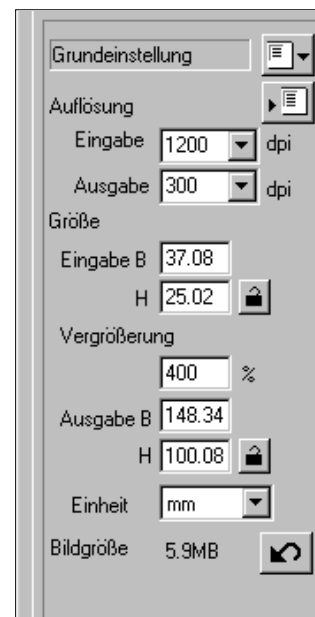 Grundeinstellung
Auflösung
Eingabe 1200 dpi
Ausgabe 300 dpi
Größe
Eingabe B 37.08
H 25.02
Vergrößerung
400 %
Ausgabe B 148.34
H 100.08
Einheit mm
Bildgröße 5.9MB